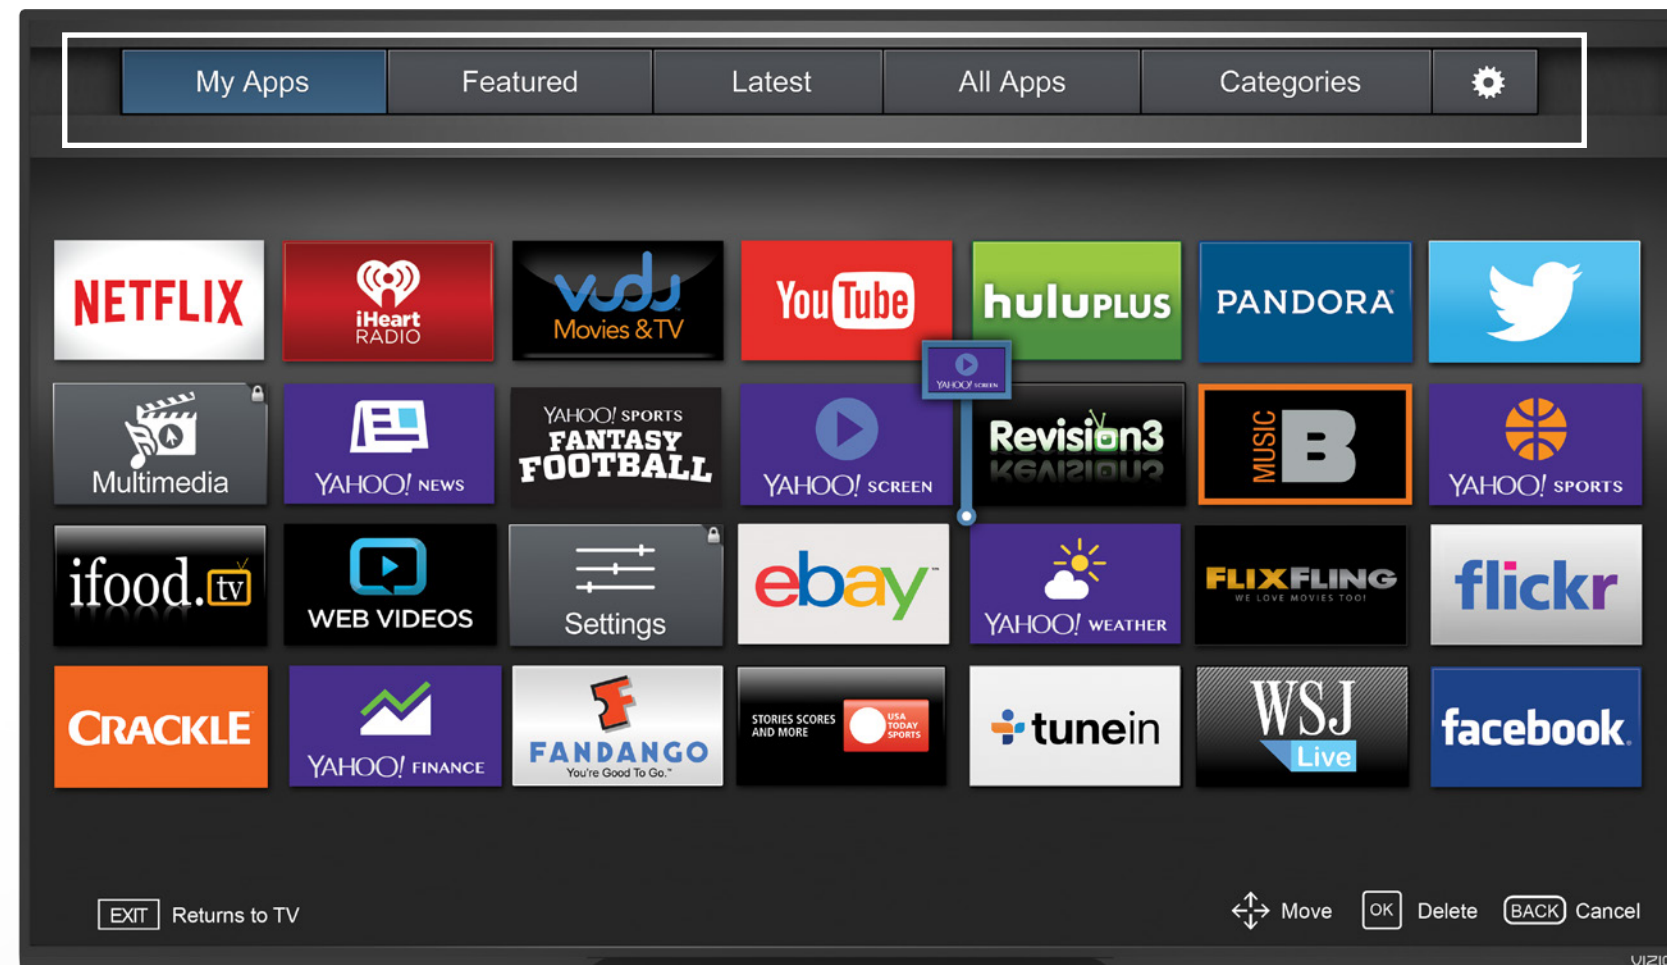 My Apps Featured Latest All Apps Categories
NETFLIX
iHeart
RADIO
vudu
Movies & TV
YouTube
huluPLUS
PANDORA
Multimedia
YAHOO! NEWS
YAHOO! SPORTS
FANTASY
FOOTBALL
YAHOO! SCREEN
YAHOO! SCREEN
Revision3
MUSIC B
YAHOO! SPORTS
ifood.tv
WEB VIDEOS
Settings
ebay™
YAHOO! WEATHER
FLIXFLING
WE LOVE MOVIES TOO!
flickr
CRACKLE
YAHOO! FINANCE
FANDANGO
You're Good To Go.™
STORIES SCORES
AND MORE
USA
TODAY
SPORTS
tunein
WSJ
Live
facebook.
EXIT Returns to TV
Move OK Delete BACK Cancel